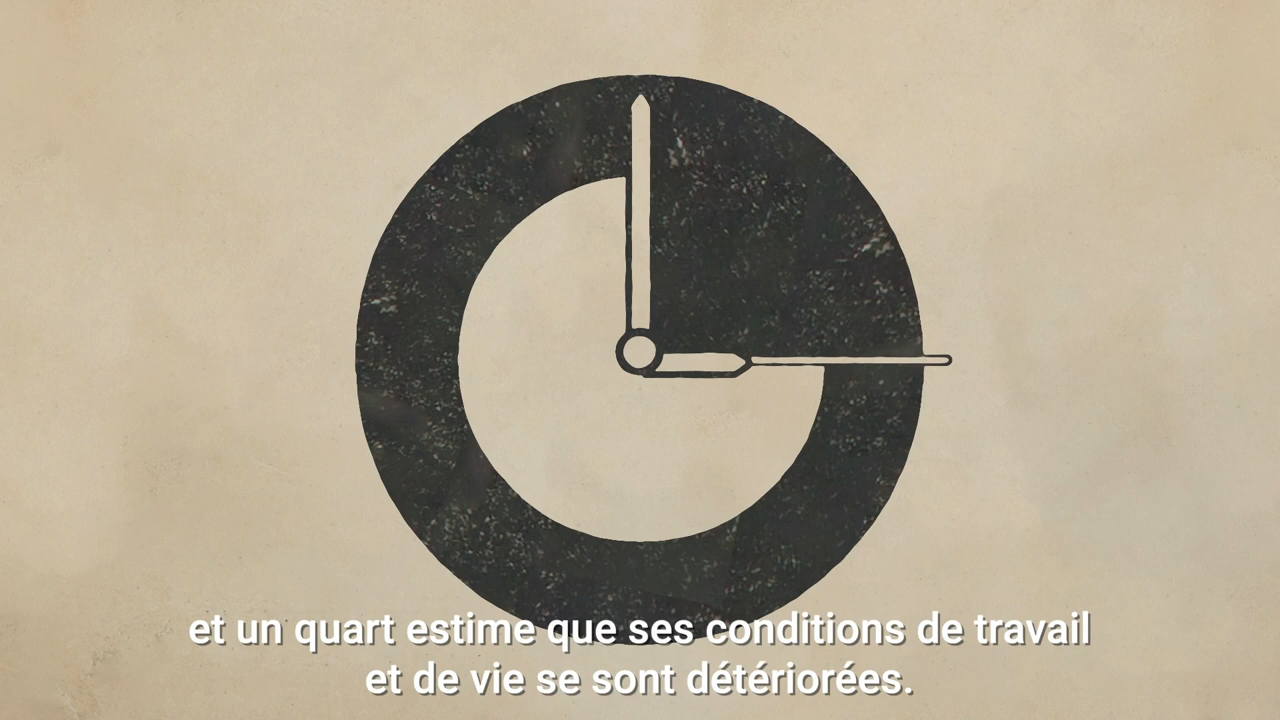 et un quart estime que ses conditions de travail
et de vie se sont détériorées.